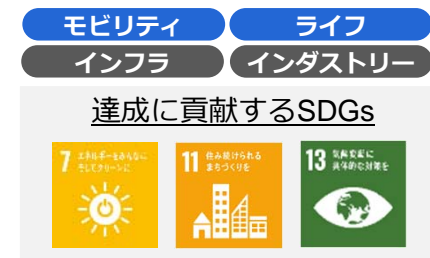 モビリティ ライフ
インフラ インダストリー
達成に貢献するSDGs
7 エネルギーをみんなに そしてクリーンに
11 住み続けられる まちづくりを
13 気候変動に 具体的な対策を